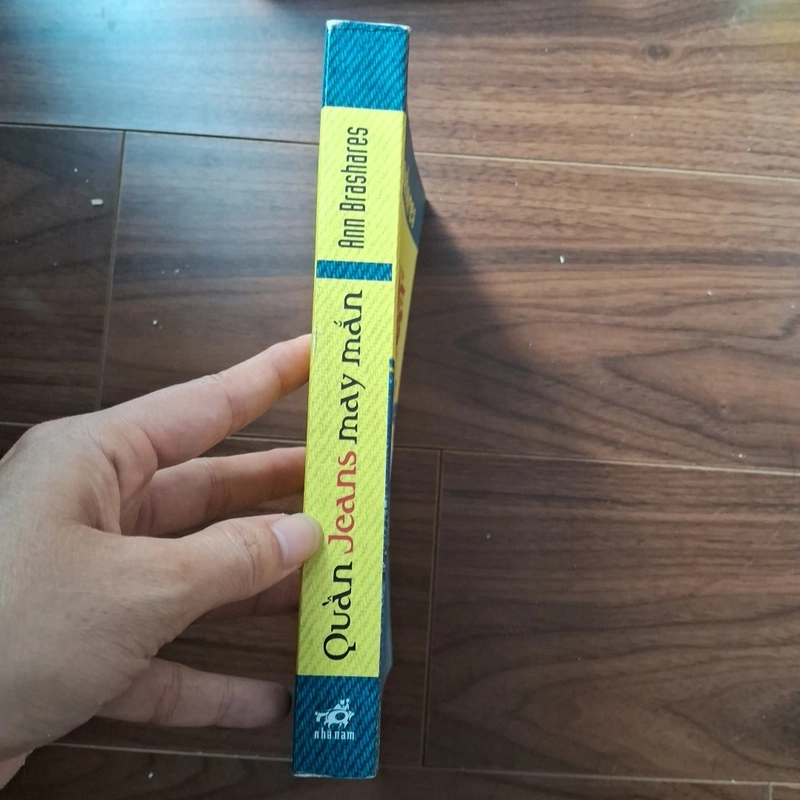 Ann Brashares
Quần Jeans may mắn
nhã nam